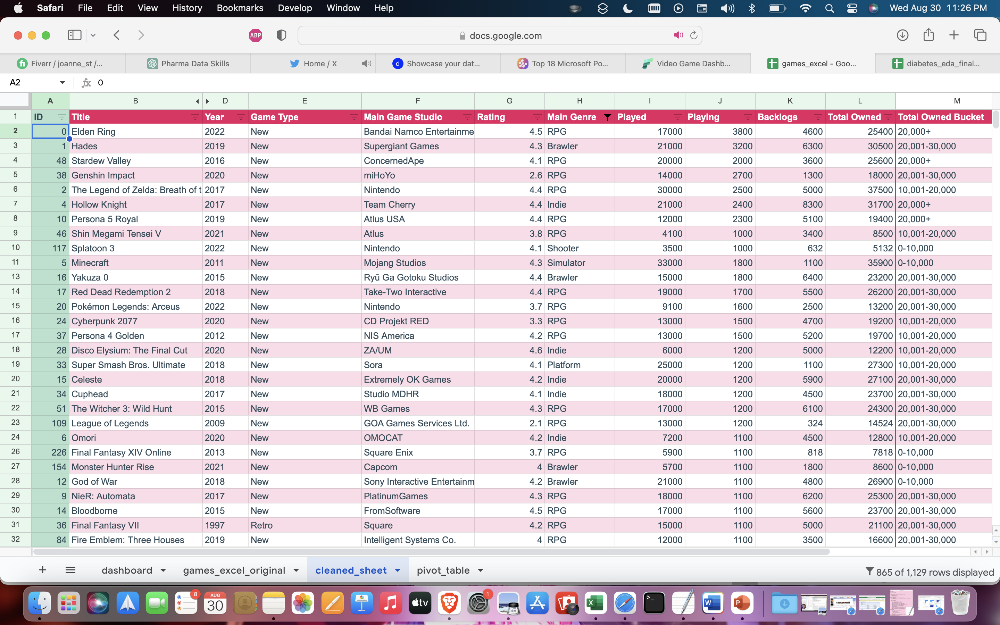 Safari File Edit View History Bookmarks Develop Window Help Wed Aug 30 11:26 PM
ABP docs.google.com
Fiverr / joanne_st /... Pharma Data Skills Home / X Showcase your dat... Top 18 Microsoft Po... Video Game Dashb... games_excel - Goo... diabetes_eda_final...
A2 fx 0
A B D E F G H I J K L M
1 ID Title Year Game Type Main Game Studio Rating Main Genre Played Playing Backlogs Total Owned Total Owned Bucket
2 0 Elden Ring 2022 New Bandai Namco Entertainme 4.5 RPG 17000 3800 4600 25400 20,000+
3 1 Hades 2019 New Supergiant Games 4.3 Brawler 21000 3200 6300 30500 20,001-30,000
4 48 Stardew Valley 2016 New ConcernedApe 4.1 RPG 20000 2000 3600 25600 20,000+
5 38 Genshin Impact 2020 New miHoYo 2.6 RPG 14000 2700 1300 18000 20,001-30,000
6 2 The Legend of Zelda: Breath of t 2017 New Nintendo 4.4 RPG 30000 2500 5000 37500 10,001-20,000
7 4 Hollow Knight 2017 New Team Cherry 4.4 Indie 21000 2400 8300 31700 20,000+
8 10 Persona 5 Royal 2019 New Atlus USA 4.4 RPG 12000 2300 5100 19400 20,000+
9 46 Shin Megami Tensei V 2021 New Atlus 3.8 RPG 4100 1000 3400 8500 10,001-20,000
10 117 Splatoon 3 2022 New Nintendo 4.1 Shooter 3500 1000 632 5132 0-10,000
11 5 Minecraft 2011 New Mojang Studios 4.3 Simulator 33000 1800 1100 35900 0-10,000
13 16 Yakuza 0 2015 New Ryū Ga Gotoku Studios 4.4 Brawler 15000 1800 6400 23200 20,001-30,000
14 17 Red Dead Redemption 2 2018 New Take-Two Interactive 4.4 RPG 19000 1700 5500 26200 20,001-30,000
15 20 Pokémon Legends: Arceus 2022 New Nintendo 3.7 RPG 9100 1600 2500 13200 20,001-30,000
16 24 Cyberpunk 2077 2020 New CD Projekt RED 3.3 RPG 13000 1500 4700 19200 10,001-20,000
17 37 Persona 4 Golden 2012 New NIS America 4.2 RPG 13000 1500 5200 19700 10,001-20,000
18 28 Disco Elysium: The Final Cut 2020 New ZA/UM 4.6 Indie 6000 1200 5000 12200 10,001-20,000
19 33 Super Smash Bros. Ultimate 2018 New Sora 4.1 Platform 25000 1200 1100 27300 10,001-20,000
20 15 Celeste 2018 New Extremely OK Games 4.2 Indie 20000 1200 5900 27100 20,001-30,000
21 34 Cuphead 2017 New Studio MDHR 4.1 Indie 18000 1200 4500 23700 20,001-30,000
22 51 The Witcher 3: Wild Hunt 2015 New WB Games 4.3 RPG 17000 1200 6100 24300 20,001-30,000
23 109 League of Legends 2009 New GOA Games Services Ltd. 2.1 RPG 13000 1200 324 14524 20,001-30,000
24 6 Omori 2020 New OMOCAT 4.2 Indie 7200 1100 4500 12800 10,001-20,000
26 226 Final Fantasy XIV Online 2013 New Square Enix 3.7 RPG 5900 1100 818 7818 0-10,000
27 154 Monster Hunter Rise 2021 New Capcom 4 Brawler 5700 1100 1800 8600 0-10,000
28 12 God of War 2018 New Sony Interactive Entertainm 4.2 Brawler 21000 1100 4800 26900 0-10,000
29 9 NieR: Automata 2017 New PlatinumGames 4.3 RPG 18000 1100 6200 25300 20,001-30,000
30 14 Bloodborne 2015 New FromSoftware 4.5 RPG 17000 1100 5600 23700 20,001-30,000
31 36 Final Fantasy VII 1997 Retro Square 4.2 RPG 15000 1100 5000 21100 20,001-30,000
32 84 Fire Emblem: Three Houses 2019 New Intelligent Systems Co. 4 RPG 12000 1100 3500 16600 20,001-30,000
+ dashboard games_excel_original cleaned_sheet pivot_table 865 of 1,129 rows displayed
8 AUG 30 tv 1 X >_ W P